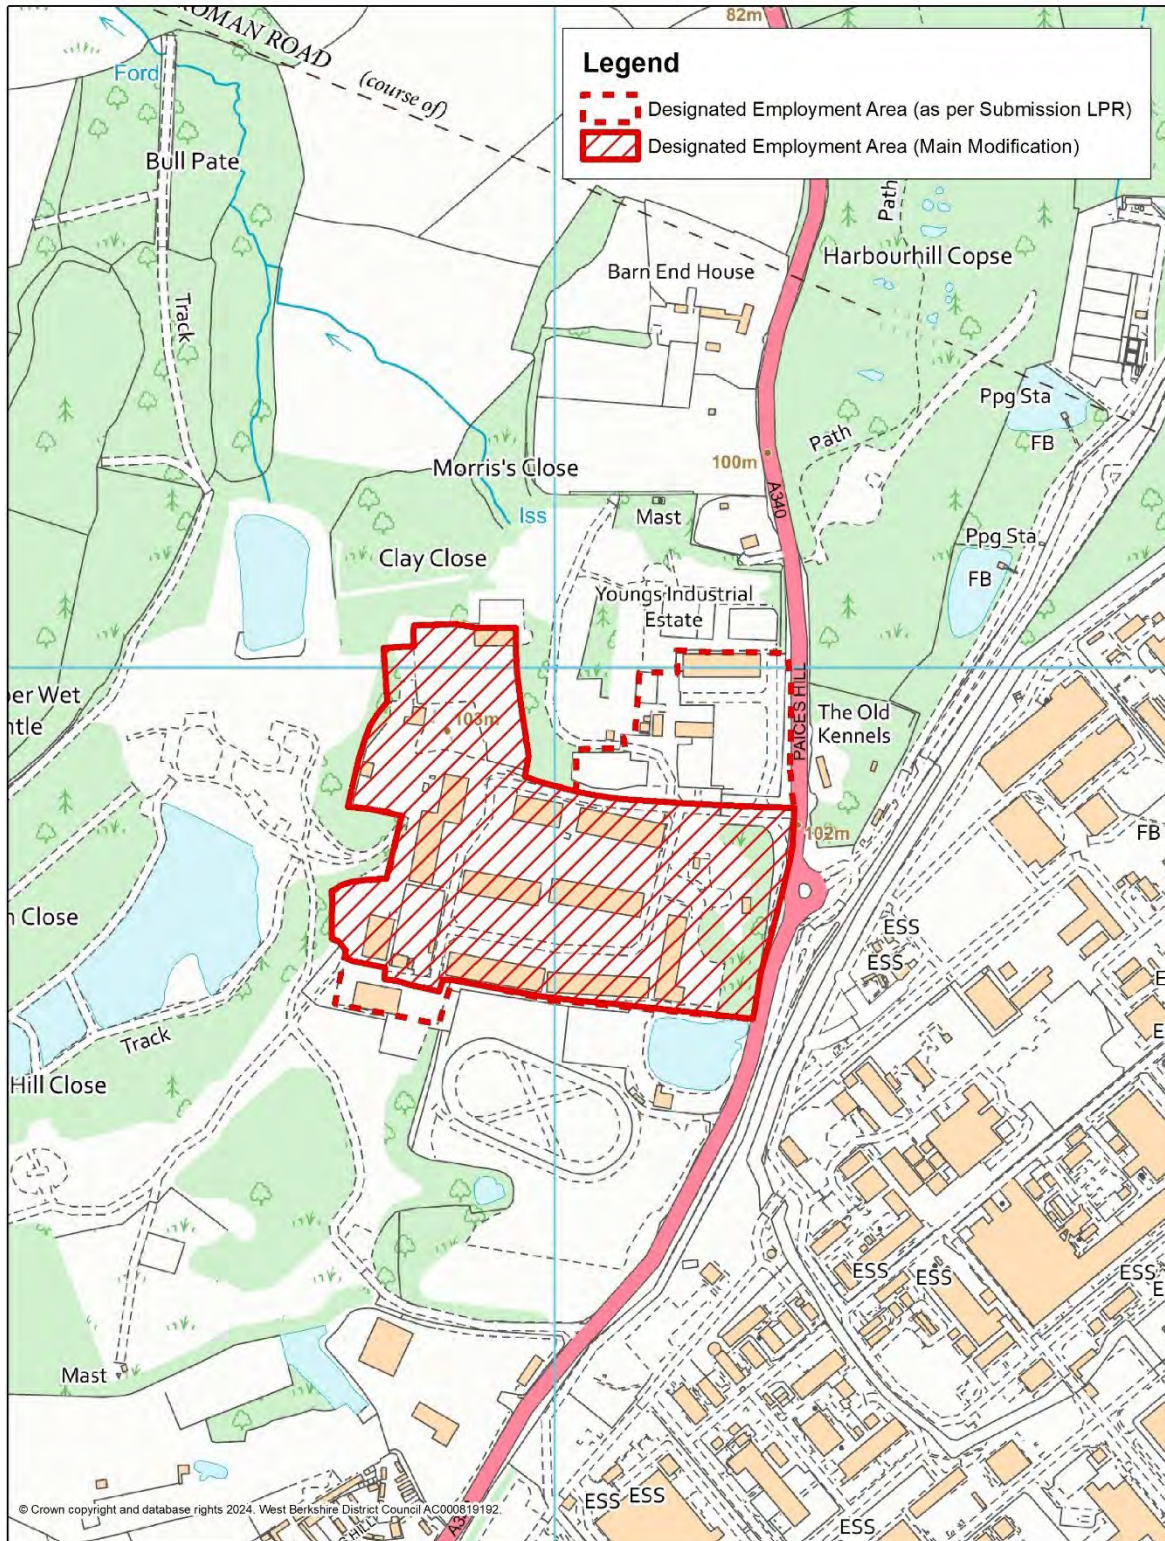 82m
ROMAN ROAD
(course of)
Legend
Designated Employment Area (as per Submission LPR)
Designated Employment Area (Main Modification)
Ford
Bull Pate
Track
Path
Harbourhill Copse
Barn End House
Ppg Sta
FB
Path
100m
A340
Morris's Close
Iss
Mast
Clay Close
Ppg Sta
FB
Youngs Industrial
Estate
PAICES HILL
The Old
Kennels
103m
102m
FB
Close
ESS
ESS
Track
Hill Close
ESS
ESS
ESS
Mast
ESS
ESS
ESS
© Crown copyright and database rights 2024. West Berkshire District Council AC000819192.